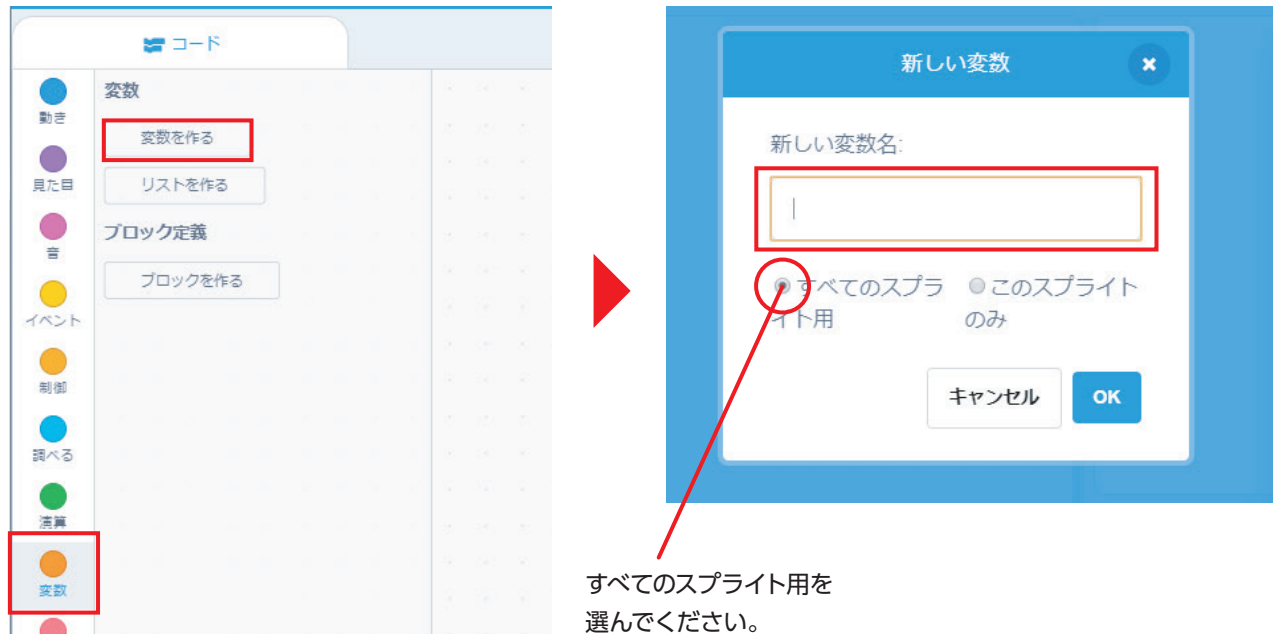 コード
変数
変数を作る
リストを作る
ブロック定義
ブロックを作る
動き
見た目
音
イベント
制御
調べる
演算
変数
新しい変数
新しい変数名:
すべてのスプラ
イト用
このスプライト
のみ
キャンセル
OK
すべてのスプライト用を
選んでください。